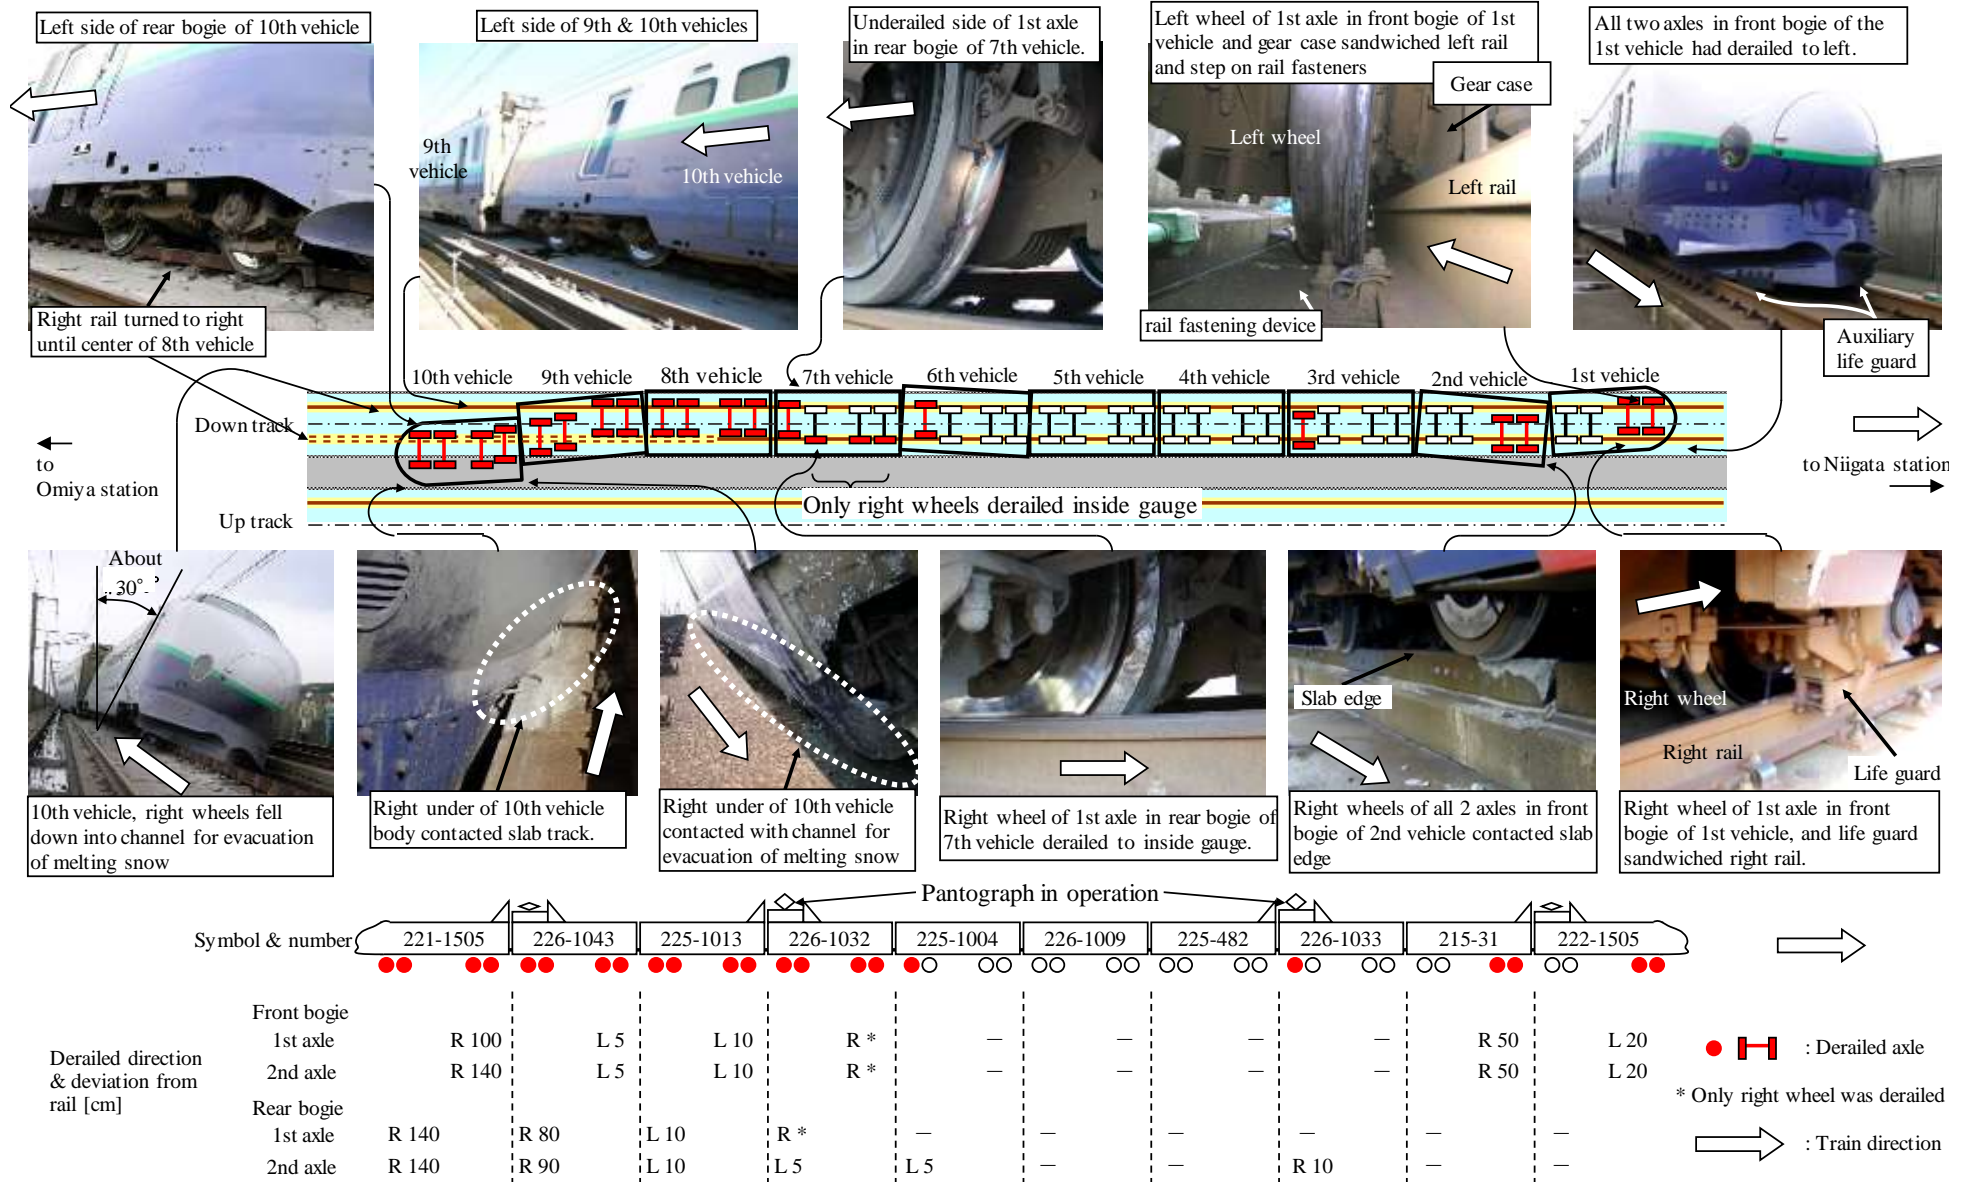 Left side of rear bogie of 10th vehicle
Left side of 9th & 10th vehicles
Underailed side of 1st axle
in rear bogie of 7th vehicle.
Left wheel of 1st axle in front bogie of 1st
vehicle and gear case sandwiched left rail
and step on rail fasteners
All two axles in front bogie of the
1st vehicle had derailed to left.
Gear case
Left wheel
Left rail
9th
vehicle
10th vehicle
Right rail turned to right
until center of 8th vehicle
rail fastening device
Auxiliary
life guard
10th vehicle
9th vehicle
8th vehicle
7th vehicle
6th vehicle
5th vehicle
4th vehicle
3rd vehicle
2nd vehicle
1st vehicle
Down track
to
Omiya station
to Niigata station
Only right wheels derailed inside gauge
Up track
About
30°
Slab edge
Right wheel
Right rail
Life guard
10th vehicle, right wheels fell
down into channel for evacuation
of melting snow
Right under of 10th vehicle
body contacted slab track.
Right under of 10th vehicle
contacted with channel for
evacuation of melting snow
Right wheel of 1st axle in rear bogie of
7th vehicle derailed to inside gauge.
Right wheels of all 2 axles in front
bogie of 2nd vehicle contacted slab
edge
Right wheel of 1st axle in front
bogie of 1st vehicle, and life guard
sandwiched right rail.
Pantograph in operation
Symbol & number 221-1505 226-1043 225-1013 226-1032 225-1004 226-1009 225-482 226-1033 215-31 222-1505
Derailed direction
& deviation from
rail [cm]
Front bogie
1st axle R 100 L 5 L 10 R * — — — — R 50 L 20
2nd axle R 140 L 5 L 10 R * — — — — R 50 L 20
Rear bogie
1st axle R 140 R 80 L 10 R * — — — — — —
2nd axle R 140 R 90 L 10 L 5 L 5 — — R 10 — —
: Derailed axle
* Only right wheel was derailed
: Train direction